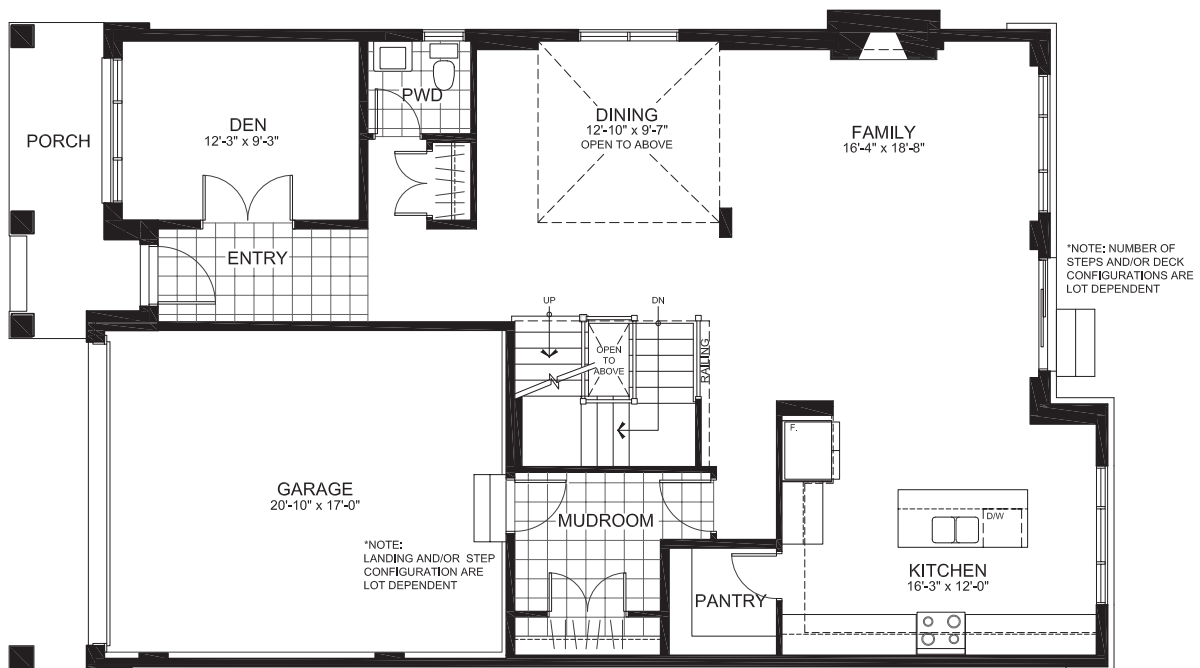 PORCH
DEN
12'-3" x 9'-3"
PWD
DINING
12'-10" x 9'-7"
OPEN TO ABOVE
FAMILY
16'-4" x 18'-8"
ENTRY
*NOTE: NUMBER OF
STEPS AND/OR DECK
CONFIGURATIONS ARE
LOT DEPENDENT
UP
DN
OPEN
TO
ABOVE
RAILING
F.
GARAGE
20'-10" x 17'-0"
*NOTE:
LANDING AND/OR STEP
CONFIGURATION ARE
LOT DEPENDENT
MUDROOM
D/W
KITCHEN
16'-3" x 12'-0"
PANTRY